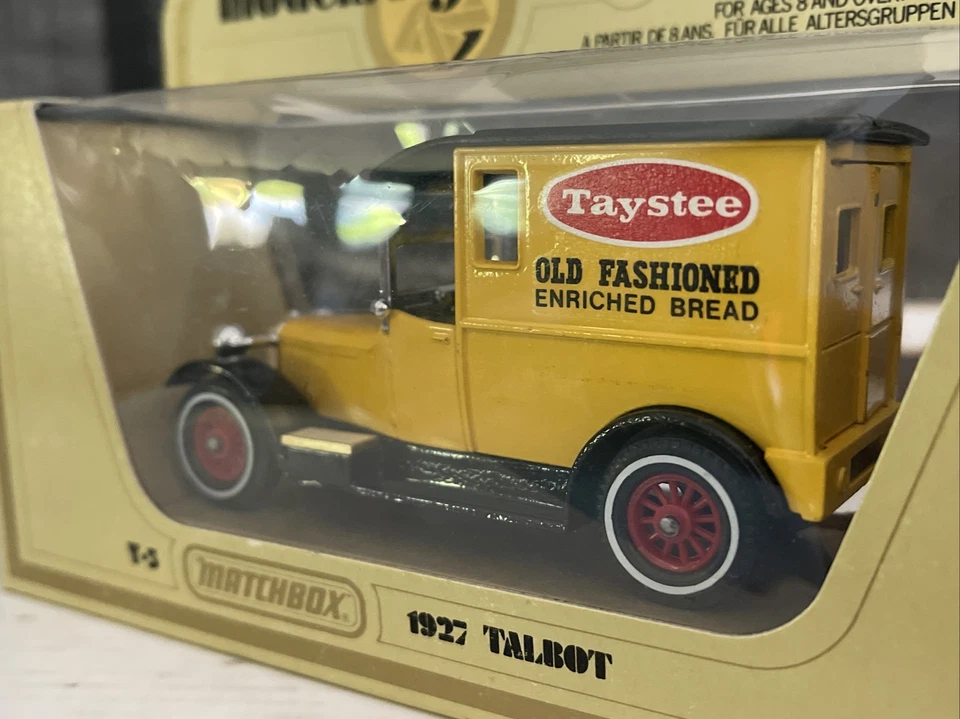 FOR AGES 8 AND OVER
A PARTIR DE 8 ANS. FÜR ALLE ALTERSGRUPPEN
Taystee
OLD FASHIONED
ENRICHED BREAD
Y-5
MATCHBOX
1927 TALBOT